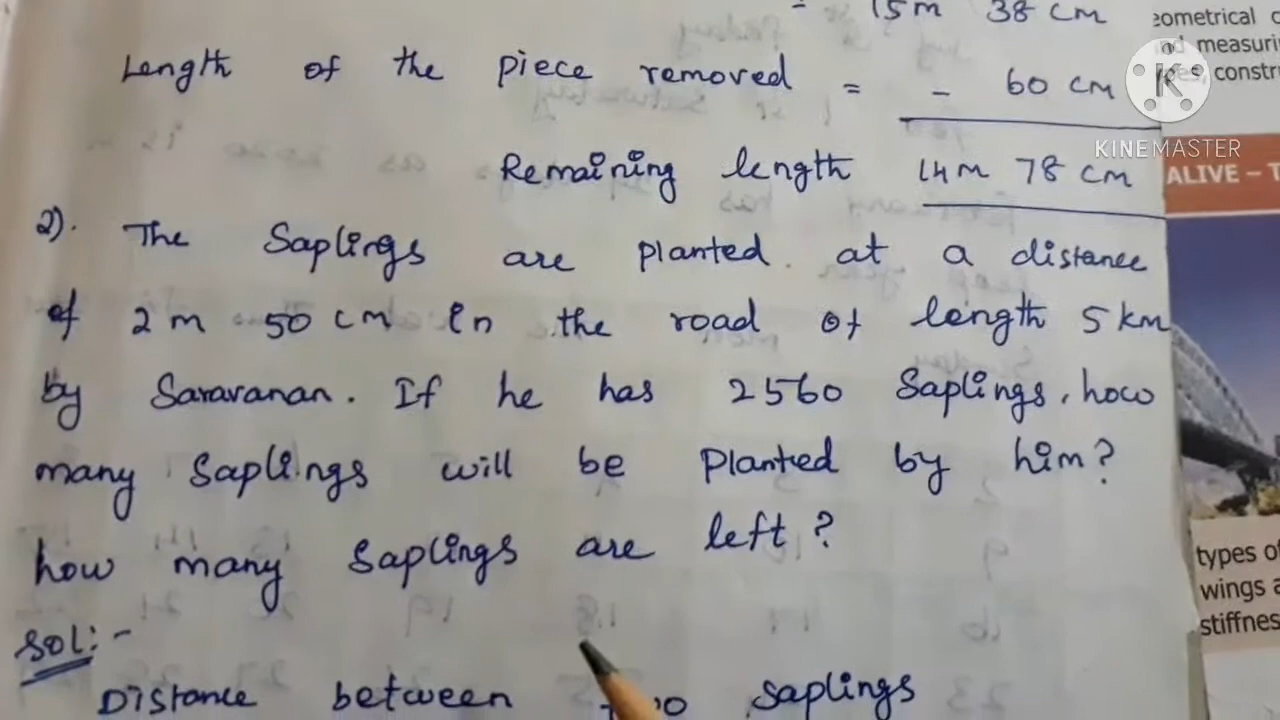 = 15m 38 cm
Length of the piece removed = - 60 cm
Remaining length 14m 78 cm
2). The Saplings are planted at a distance
of 2 m 50 cm in the road of length 5 km
by Saravanan. If he has 2560 Saplings, how
many Saplings will be planted by him?
how many Saplings are left?
Sol:-
Distance between two saplings
eometrical
measuri
constr
K
KINEMASTER
ALIVE – T
types of
wings a
stiffnes